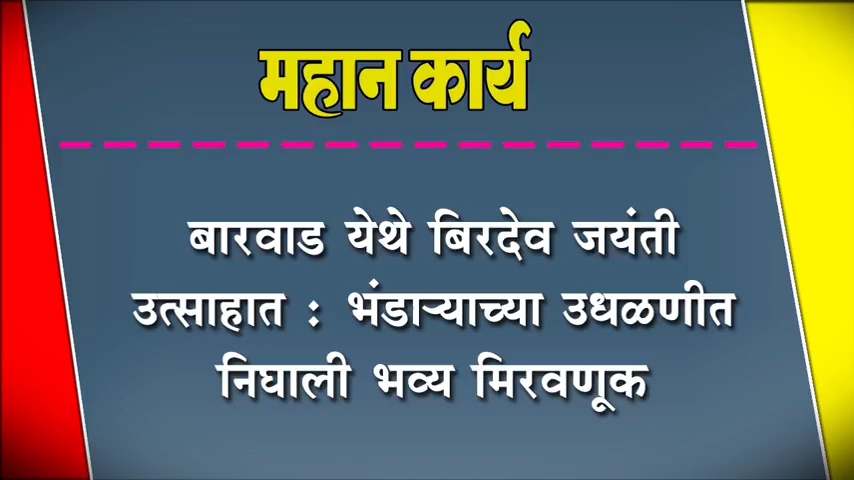 महान कार्य
बारवाड येथे बिरदेव जयंती
उत्साहात : भंडाऱ्याच्या उधळणीत
निघाली भव्य मिरवणूक